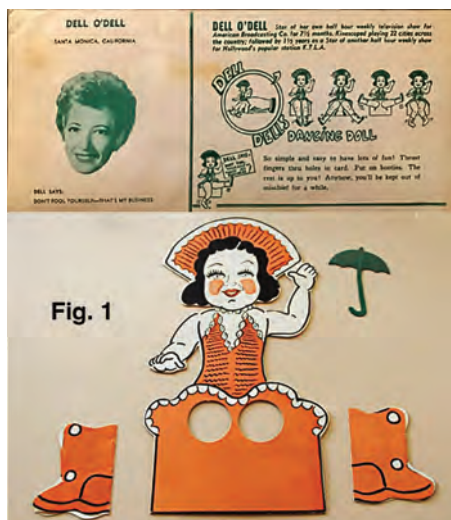 DELL O'DELL
SANTA MONICA, CALIFORNIA
DELL SAYS:
DON'T FOOL YOURSELF—THAT'S MY BUSINESS
DELL O'DELL Star of her own half hour weekly television show for
American Broadcasting Co. for 7½ months. Kinescoped playing 22 cities across
the country; followed by 1½ years as a Star of another half hour weekly show
for Hollywood's popular station K.T.L.A.
DELL
O'DELL'S DANCING DOLL
DELL SAYS:
So simple and easy to have lots of fun! Thrust
fingers thru holes in card. Put on booties. The
rest is up to you! Anyhow, you'll be kept out of
mischief for a while.
Fig. 1